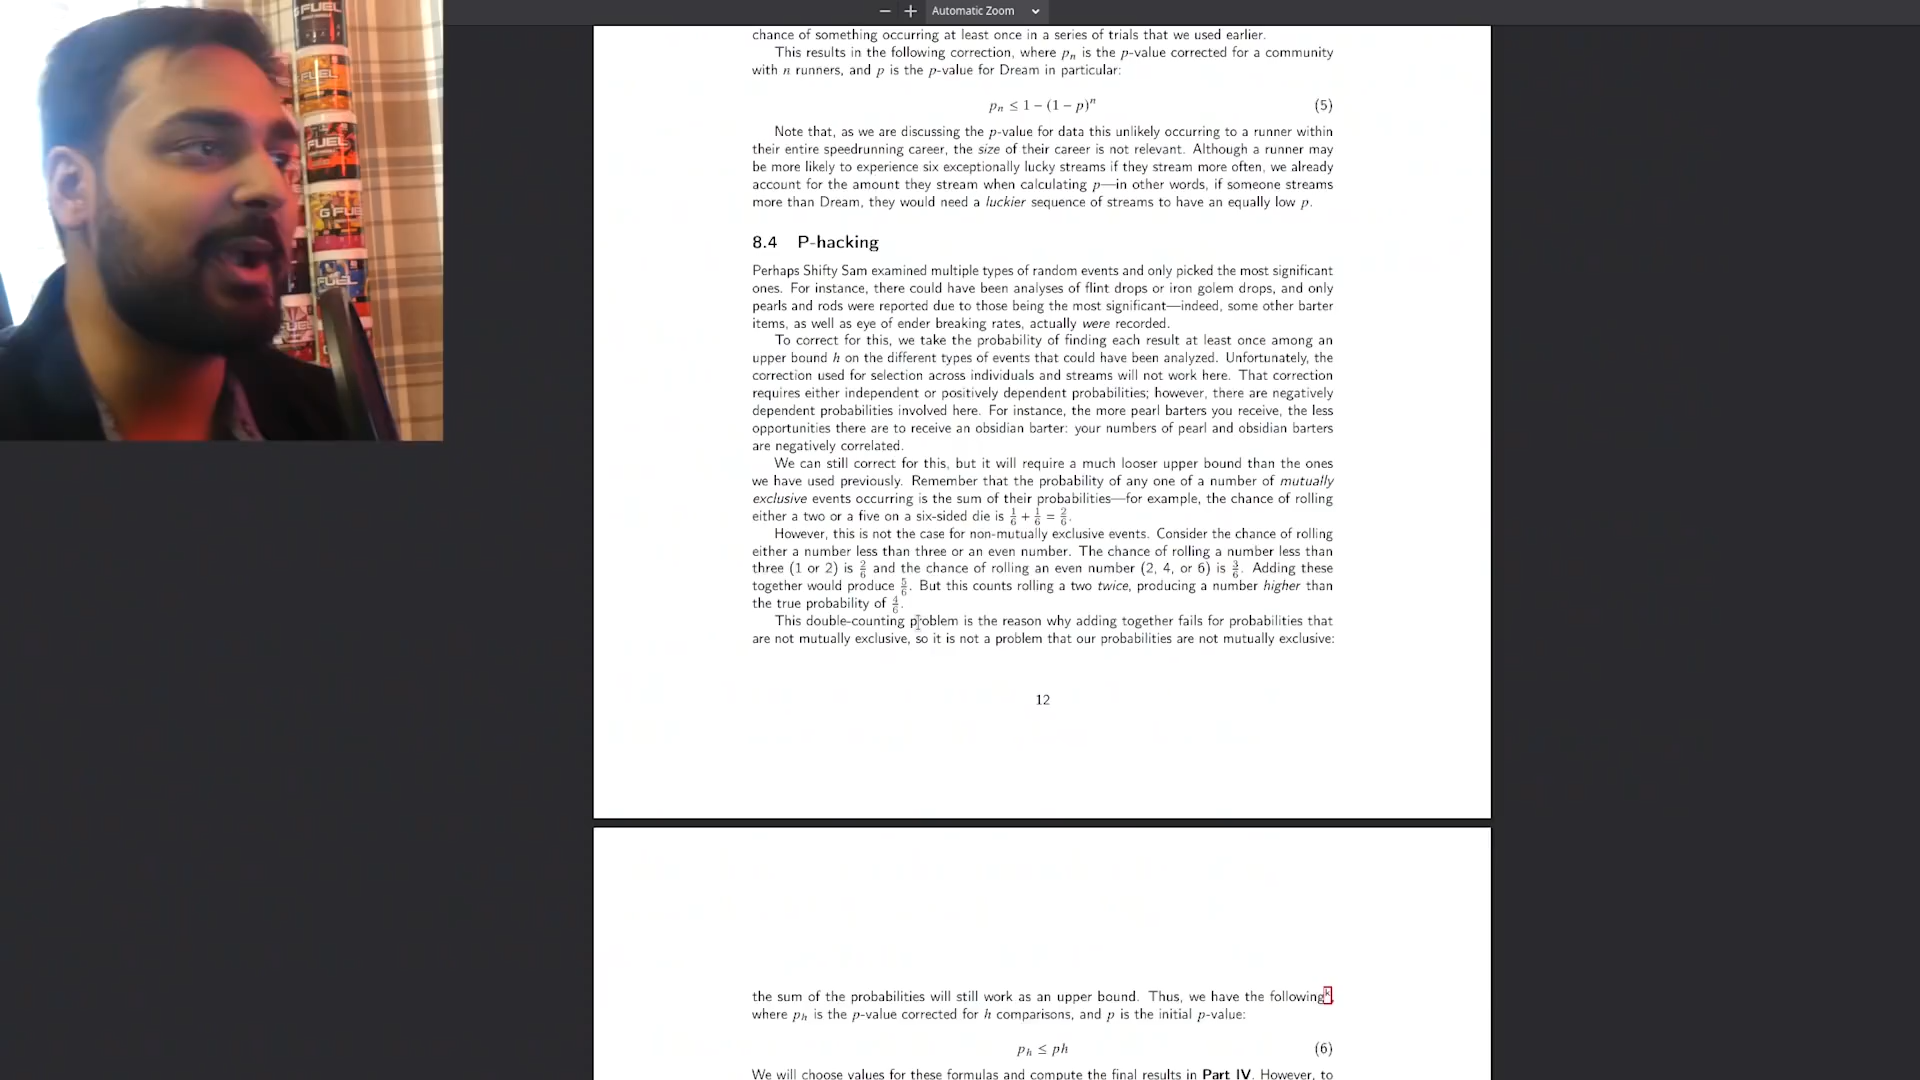 Automatic Zoom
G FUEL
G FUEL
FUEL
G FUE
FUEL
FUEL
chance of something occurring at least once in a series of trials that we used earlier.
This results in the following correction, where pₙ is the p-value corrected for a community
with n runners, and p is the p-value for Dream in particular:
pₙ ≤ 1 − (1 − p)ⁿ (5)
Note that, as we are discussing the p-value for data this unlikely occurring to a runner within
their entire speedrunning career, the size of their career is not relevant. Although a runner may
be more likely to experience six exceptionally lucky streams if they stream more often, we already
account for the amount they stream when calculating p—in other words, if someone streams
more than Dream, they would need a luckier sequence of streams to have an equally low p.
8.4 P-hacking
Perhaps Shifty Sam examined multiple types of random events and only picked the most significant
ones. For instance, there could have been analyses of flint drops or iron golem drops, and only
pearls and rods were reported due to those being the most significant—indeed, some other barter
items, as well as eye of ender breaking rates, actually were recorded.
To correct for this, we take the probability of finding each result at least once among an
upper bound h on the different types of events that could have been analyzed. Unfortunately, the
correction used for selection across individuals and streams will not work here. That correction
requires either independent or positively dependent probabilities; however, there are negatively
dependent probabilities involved here. For instance, the more pearl barters you receive, the less
opportunities there are to receive an obsidian barter: your numbers of pearl and obsidian barters
are negatively correlated.
We can still correct for this, but it will require a much looser upper bound than the ones
we have used previously. Remember that the probability of any one of a number of mutually
exclusive events occurring is the sum of their probabilities—for example, the chance of rolling
either a two or a five on a six-sided die is 1/6 + 1/6 = 2/6.
However, this is not the case for non-mutually exclusive events. Consider the chance of rolling
either a number less than three or an even number. The chance of rolling a number less than
three (1 or 2) is 2/6 and the chance of rolling an even number (2, 4, or 6) is 3/6. Adding these
together would produce 5/6. But this counts rolling a two twice, producing a number higher than
the true probability of 4/6.
This double-counting problem is the reason why adding together fails for probabilities that
are not mutually exclusive, so it is not a problem that our probabilities are not mutually exclusive:
12
the sum of the probabilities will still work as an upper bound. Thus, we have the following
where pₕ is the p-value corrected for h comparisons, and p is the initial p-value:
pₕ ≤ ph (6)
We will choose values for these formulas and compute the final results in Part IV. However, to